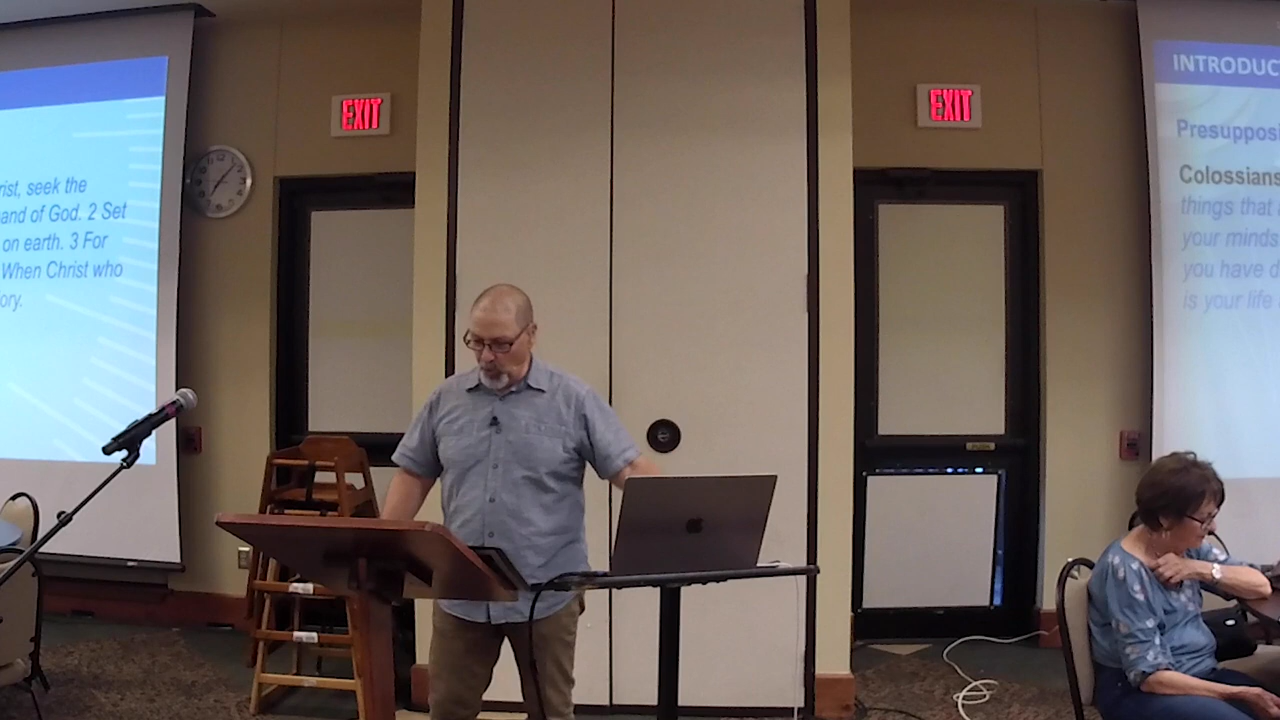 rist, seek the
and of God. 2 Set
on earth. 3 For
When Christ who
ory.
EXIT
EXIT
PUSH
INTRODUC
Presupposi
Colossians
things that
your minds
you have d
is your life